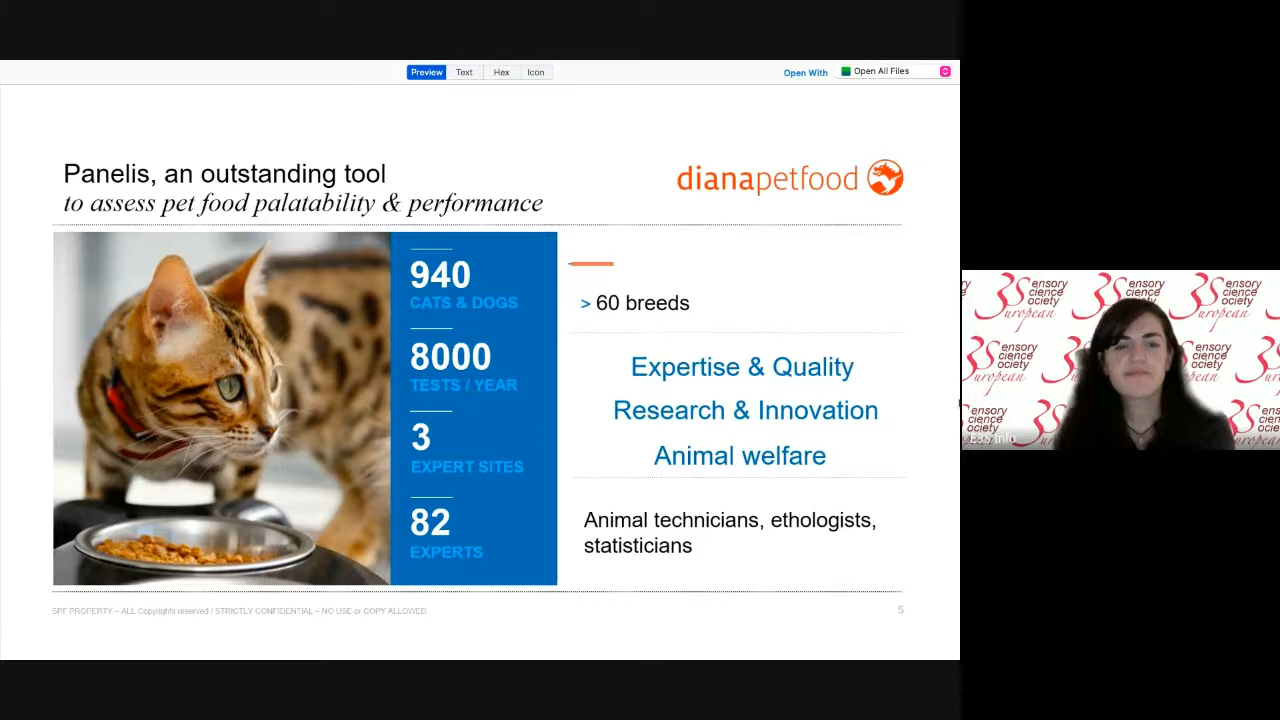 Preview Text Hex Icon
Open With Open All Files
Panelis, an outstanding tool
to assess pet food palatability & performance
dianapetfood
940
CATS & DOGS
8000
TESTS / YEAR
3
EXPERT SITES
82
EXPERTS
> 60 breeds
Expertise & Quality
Research & Innovation
Animal welfare
Animal technicians, ethologists,
statisticians
SPF PROPERTY – ALL Copyrights reserved / STRICTLY CONFIDENTIAL – NO USE or COPY ALLOWED
5
3Sensory
Science
Society
European
E3S Info